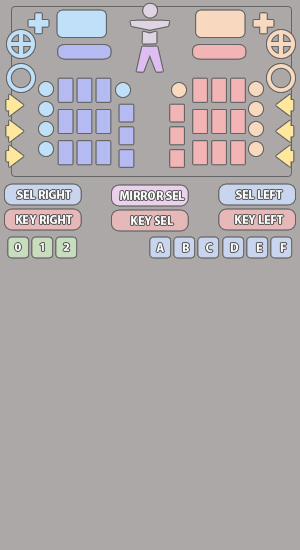 SEL RIGHT MIRROR SEL SEL LEFT
KEY RIGHT KEY SEL KEY LEFT
0 1 2 A B C D E F